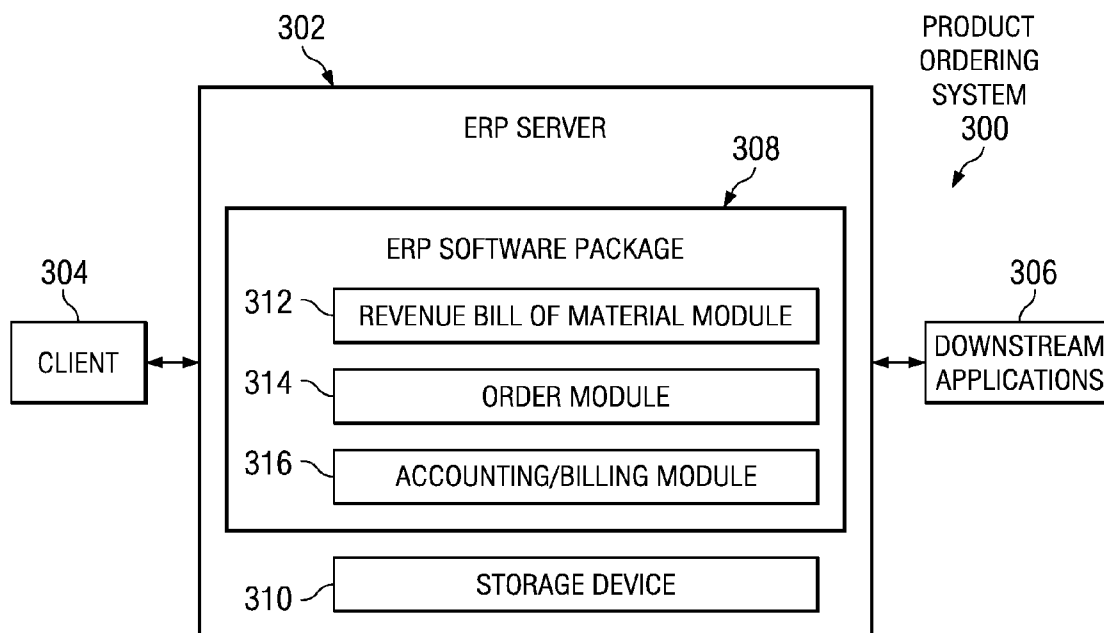 302
PRODUCT
ORDERING
SYSTEM
300
ERP SERVER
308
ERP SOFTWARE PACKAGE
304
CLIENT
312
REVENUE BILL OF MATERIAL MODULE
314
ORDER MODULE
316
ACCOUNTING/BILLING MODULE
310
STORAGE DEVICE
306
DOWNSTREAM
APPLICATIONS